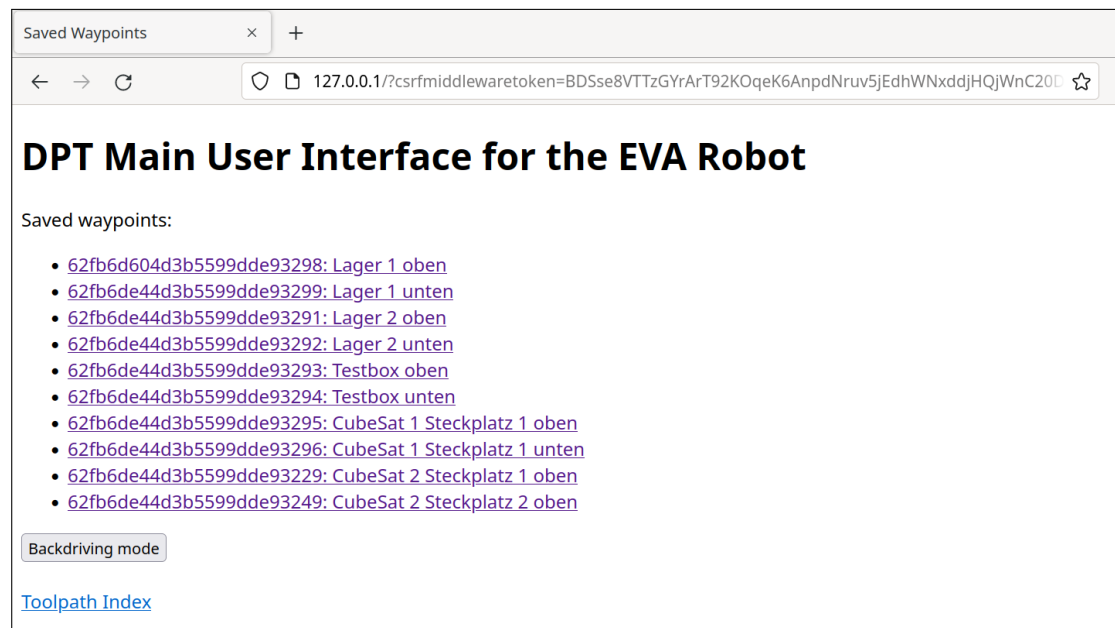 Saved Waypoints
127.0.0.1/?csrfmiddlewaretoken=BDSse8VTTzGYrArT92KOqeK6AnpdNruv5jEdhWNxddjHQjWnC20D
DPT Main User Interface for the EVA Robot
Saved waypoints:
62fb6d604d3b5599dde93298: Lager 1 oben
62fb6de44d3b5599dde93299: Lager 1 unten
62fb6de44d3b5599dde93291: Lager 2 oben
62fb6de44d3b5599dde93292: Lager 2 unten
62fb6de44d3b5599dde93293: Testbox oben
62fb6de44d3b5599dde93294: Testbox unten
62fb6de44d3b5599dde93295: CubeSat 1 Steckplatz 1 oben
62fb6de44d3b5599dde93296: CubeSat 1 Steckplatz 1 unten
62fb6de44d3b5599dde93229: CubeSat 2 Steckplatz 1 oben
62fb6de44d3b5599dde93249: CubeSat 2 Steckplatz 2 oben
Backdriving mode
Toolpath Index